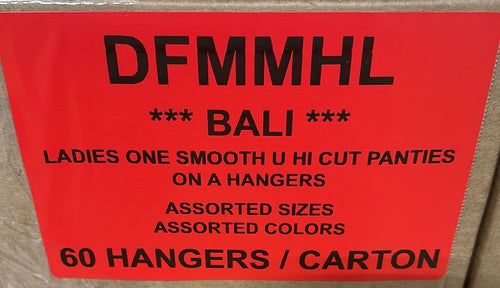 DFMMHL
*** BALI ***
LADIES ONE SMOOTH U HI CUT PANTIES
ON A HANGERS
ASSORTED SIZES
ASSORTED COLORS
60 HANGERS / CARTON